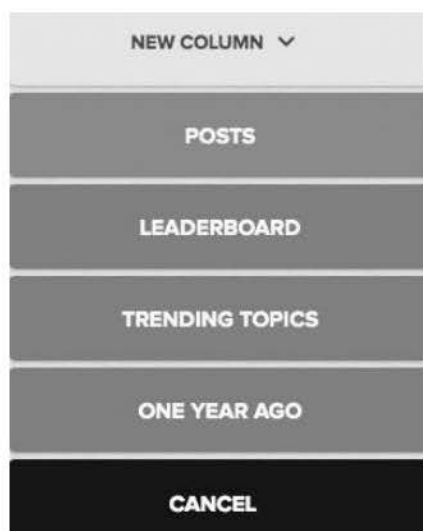 NEW COLUMN
POSTS
LEADERBOARD
TRENDING TOPICS
ONE YEAR AGO
CANCEL